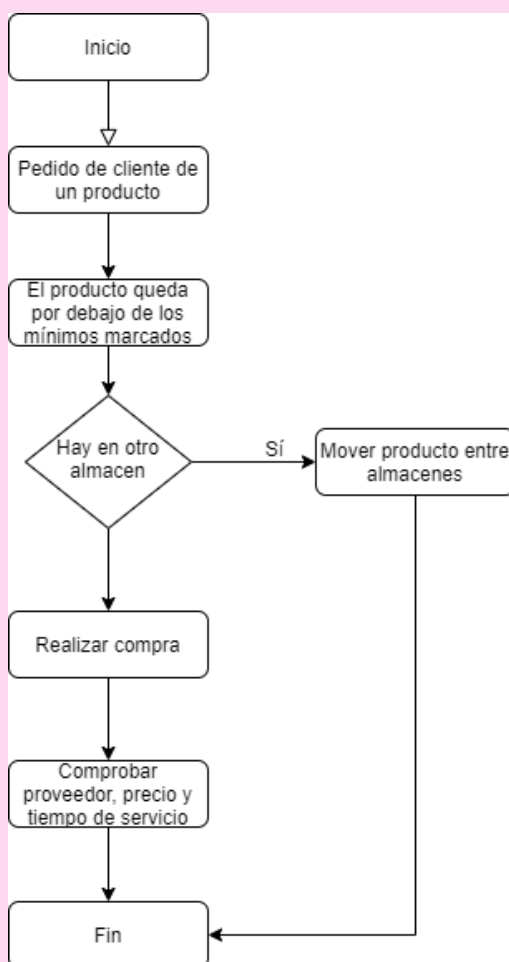 Inicio
Pedido de cliente de
un producto
El producto queda
por debajo de los
mínimos marcados
Hay en otro
almacen
Sí
Mover producto entre
almacenes
Realizar compra
Comprobar
proveedor, precio y
tiempo de servicio
Fin